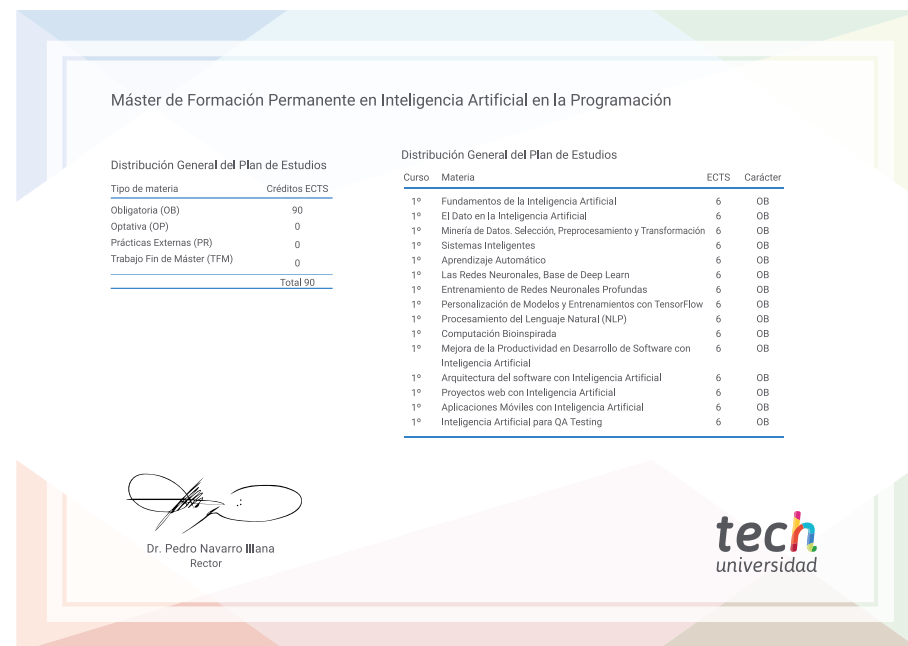 Máster de Formación Permanente en Inteligencia Artificial en la Programación
Distribución General del Plan de Estudios
Tipo de materia Créditos ECTS
Obligatoria (OB) 90
Optativa (OP) 0
Prácticas Externas (PR) 0
Trabajo Fin de Máster (TFM) 0
Total 90
Distribución General del Plan de Estudios
Curso Materia ECTS Carácter
1º Fundamentos de la Inteligencia Artificial 6 OB
1º El Dato en la Inteligencia Artificial 6 OB
1º Minería de Datos. Selección, Preprocesamiento y Transformación 6 OB
1º Sistemas Inteligentes 6 OB
1º Aprendizaje Automático 6 OB
1º Las Redes Neuronales, Base de Deep Learn 6 OB
1º Entrenamiento de Redes Neuronales Profundas 6 OB
1º Personalización de Modelos y Entrenamientos con TensorFlow 6 OB
1º Procesamiento del Lenguaje Natural (NLP) 6 OB
1º Computación Bioinspirada 6 OB
1º Mejora de la Productividad en Desarrollo de Software con 6 OB
Inteligencia Artificial
1º Arquitectura del software con Inteligencia Artificial 6 OB
1º Proyectos web con Inteligencia Artificial 6 OB
1º Aplicaciones Móviles con Inteligencia Artificial 6 OB
1º Inteligencia Artificial para QA Testing 6 OB
Dr. Pedro Navarro Illana
Rector
tech
universidad